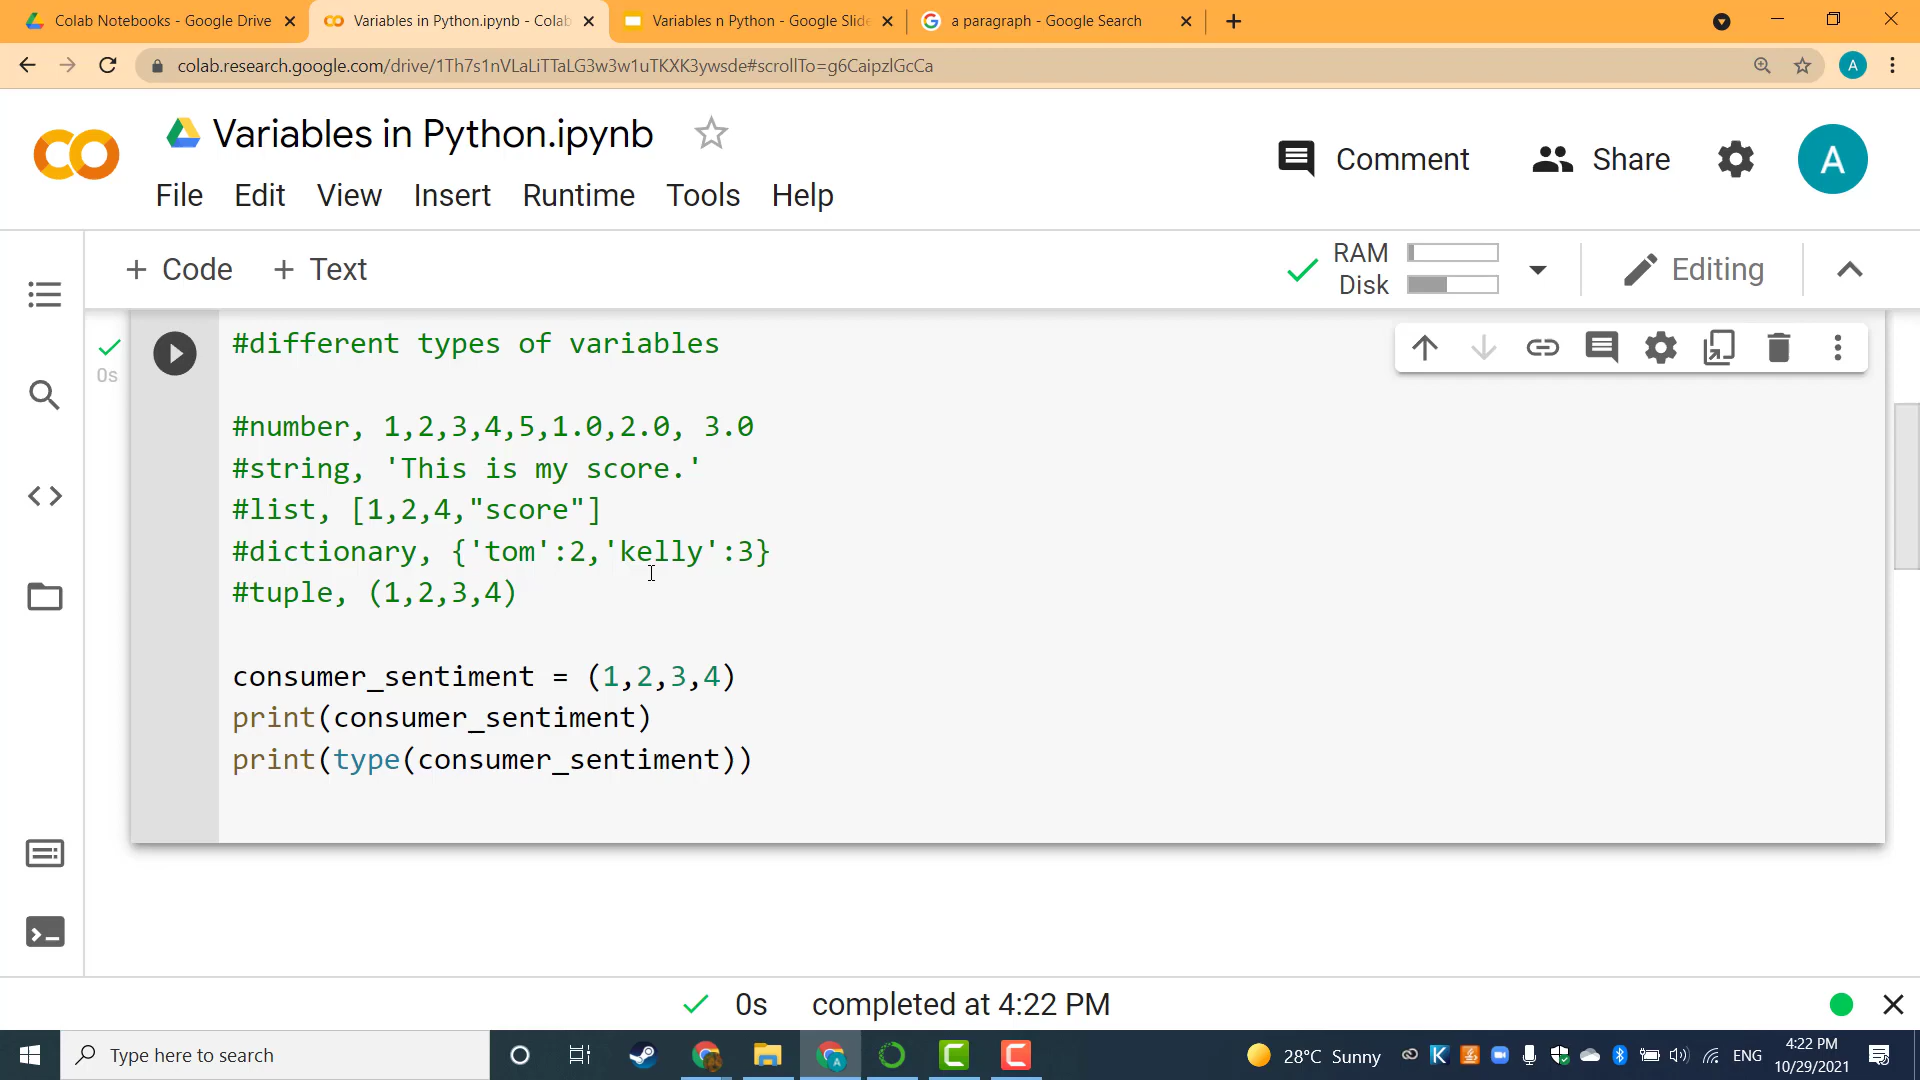 Colab Notebooks - Google Drive
Variables in Python.ipynb - Colab
Variables n Python - Google Slide
a paragraph - Google Search
colab.research.google.com/drive/1Th7s1nVLaLiTTaLG3w3w1uTKXK3ywsde#scrollTo=g6CaipzlGcCa
A
Variables in Python.ipynb
Comment
Share
A
File Edit View Insert Runtime Tools Help
+ Code + Text
RAM
Disk
Editing
0s
#different types of variables
#number, 1,2,3,4,5,1.0,2.0, 3.0
#string, 'This is my score.'
#list, [1,2,4,"score"]
#dictionary, {'tom':2,'kelly':3}
#tuple, (1,2,3,4)
consumer_sentiment = (1,2,3,4)
print(consumer_sentiment)
print(type(consumer_sentiment))
0s completed at 4:22 PM
Type here to search
28°C Sunny
ENG
4:22 PM
10/29/2021